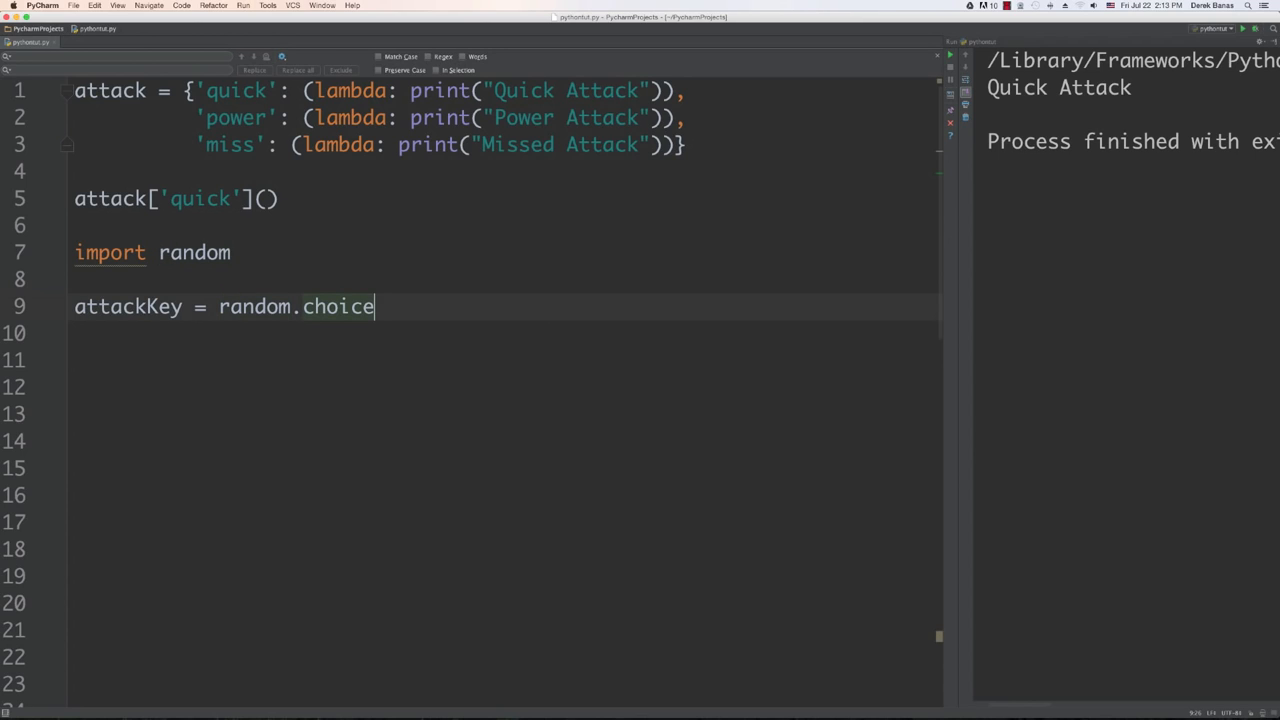 PyCharm File Edit View Navigate Code Refactor Run Tools VCS Window Help 10 Fri Jul 22 2:13 PM Derek Banas
pythontut.py - PycharmProjects - [~/PycharmProjects]
PycharmProjects pythontut.py pythontut
pythontut.py Run pythontut
Match Case Regex Words
Replace Replace all Exclude Preserve Case In Selection
1 attack = {'quick': (lambda: print("Quick Attack")),
2 'power': (lambda: print("Power Attack")),
3 'miss': (lambda: print("Missed Attack"))}
4
5 attack['quick']()
6
7 import random
8
9 attackKey = random.choice
10
11
12
13
14
15
16
17
18
19
20
21
22
23
/Library/Frameworks/Pytho
Quick Attack
Process finished with ex
9:26 LF÷ UTF-8÷